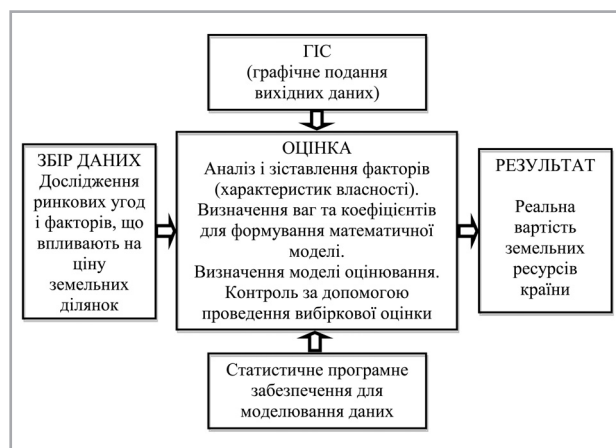 ГІС
(графічне подання
вихідних даних)
ЗБІР ДАНИХ
Дослідження
ринкових угод
і факторів, що
впливають на
ціну
земельних
ділянок
ОЦІНКА
Аналіз і зіставлення факторів
(характеристик власності).
Визначення ваг та коефіцієнтів
для формування математичної
моделі.
Визначення моделі оцінювання.
Контроль за допомогою
проведення вибіркової оцінки
РЕЗУЛЬТАТ
Реальна
вартість
земельних
ресурсів
країни
Статистичне програмне
забезпечення для
моделювання даних